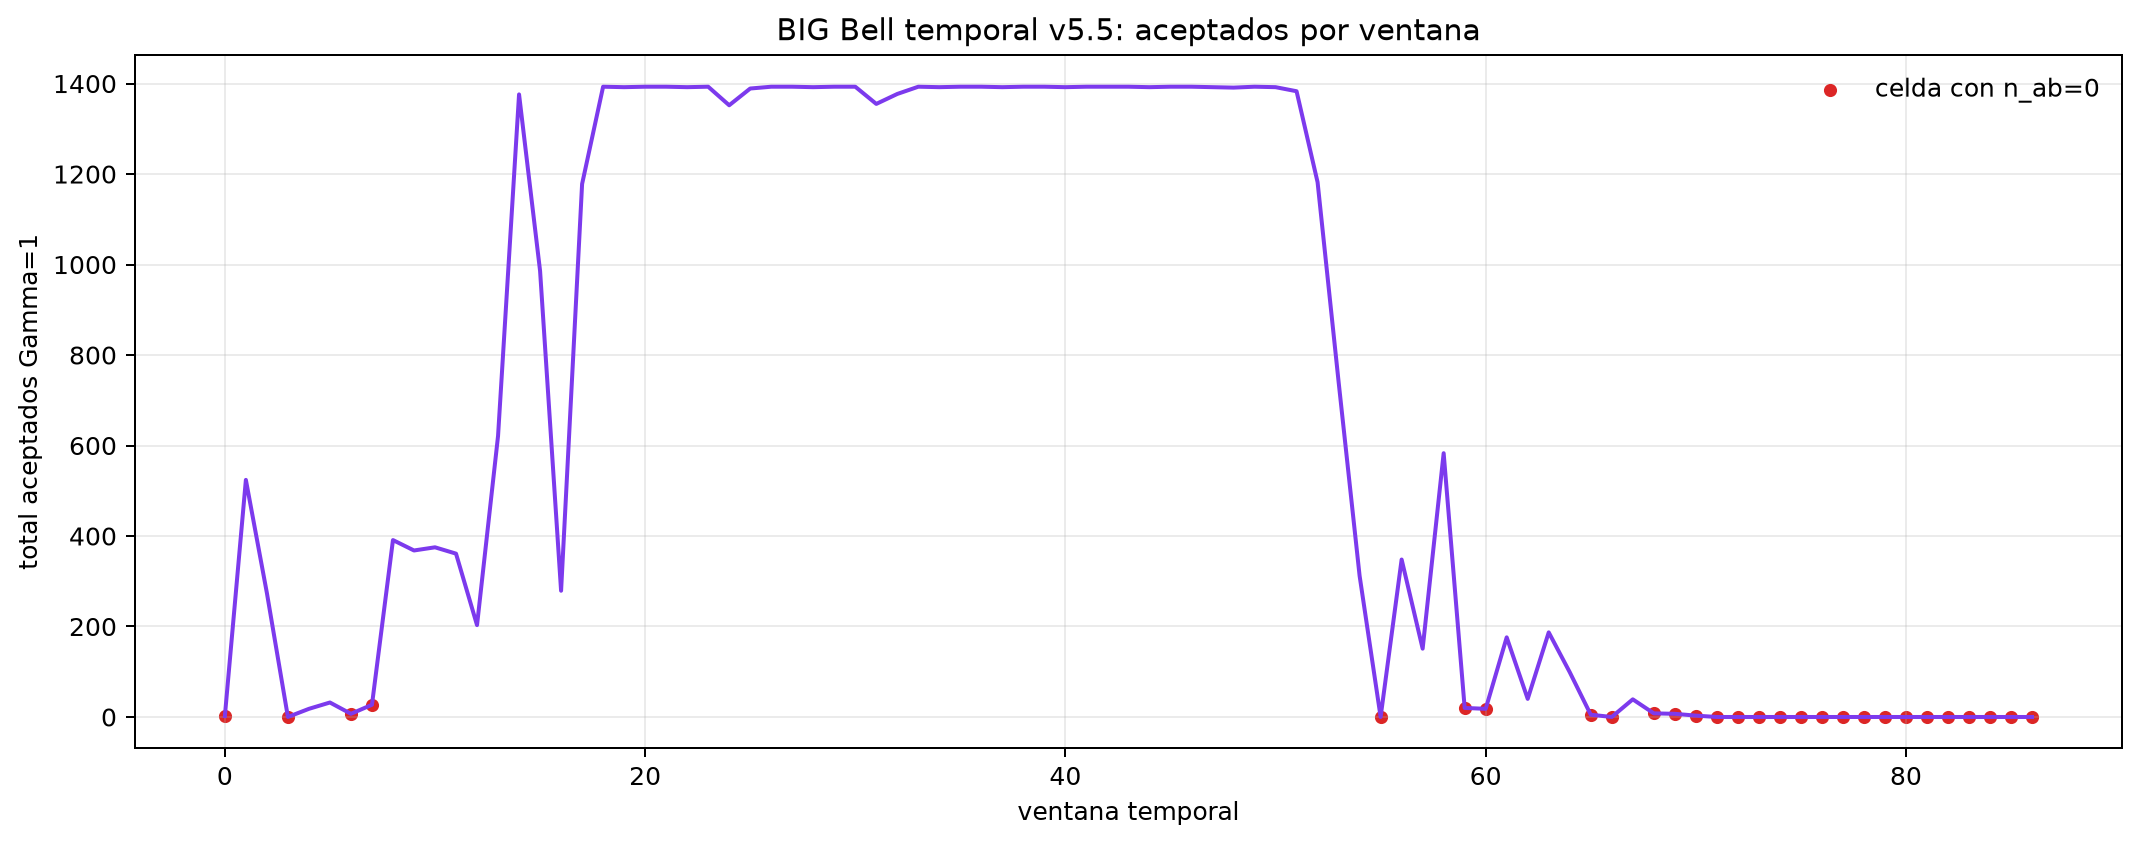 BIG Bell temporal v5.5: aceptados por ventana
celda con n_ab=0
total aceptados Gamma=1
1400
1200
1000
800
600
400
200
0
0 20 40 60 80
ventana temporal